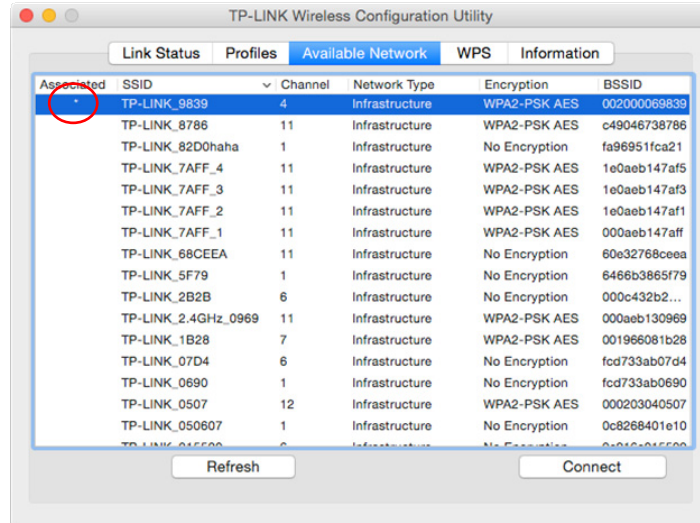 TP-LINK Wireless Configuration Utility
Link Status Profiles Available Network WPS Information
Associated SSID Channel Network Type Encryption BSSID
* TP-LINK_9839 4 Infrastructure WPA2-PSK AES 002000069839
TP-LINK_8786 11 Infrastructure WPA2-PSK AES c49046738786
TP-LINK_82D0haha 1 Infrastructure No Encryption fa96951fca21
TP-LINK_7AFF_4 11 Infrastructure WPA2-PSK AES 1e0aeb147af5
TP-LINK_7AFF_3 11 Infrastructure WPA2-PSK AES 1e0aeb147af3
TP-LINK_7AFF_2 11 Infrastructure WPA2-PSK AES 1e0aeb147af1
TP-LINK_7AFF_1 11 Infrastructure WPA2-PSK AES 000aeb147aff
TP-LINK_68CEEA 11 Infrastructure No Encryption 60e32768ceea
TP-LINK_5F79 1 Infrastructure No Encryption 6466b3865f79
TP-LINK_2B2B 6 Infrastructure No Encryption 000c432b2...
TP-LINK_2.4GHz_0969 11 Infrastructure WPA2-PSK AES 000aeb130969
TP-LINK_1B28 7 Infrastructure WPA2-PSK AES 001966081b28
TP-LINK_07D4 6 Infrastructure No Encryption fcd733ab07d4
TP-LINK_0690 1 Infrastructure No Encryption fcd733ab0690
TP-LINK_0507 12 Infrastructure WPA2-PSK AES 000203040507
TP-LINK_050607 1 Infrastructure No Encryption 0c8268401e10
Refresh Connect